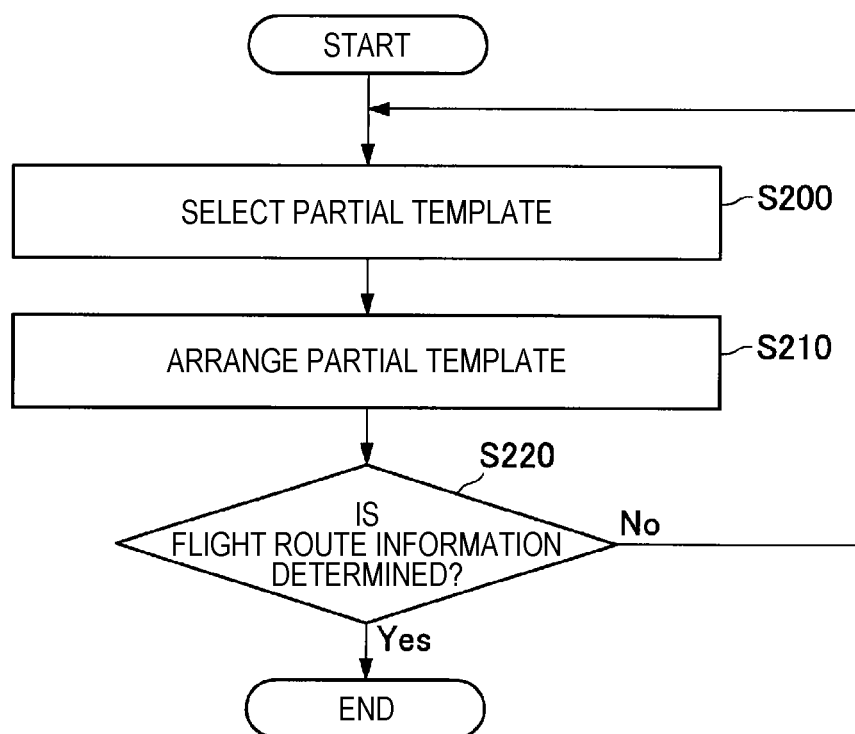 START
SELECT PARTIAL TEMPLATE
S200
ARRANGE PARTIAL TEMPLATE
S210
S220
IS
FLIGHT ROUTE INFORMATION
DETERMINED?
No
Yes
END